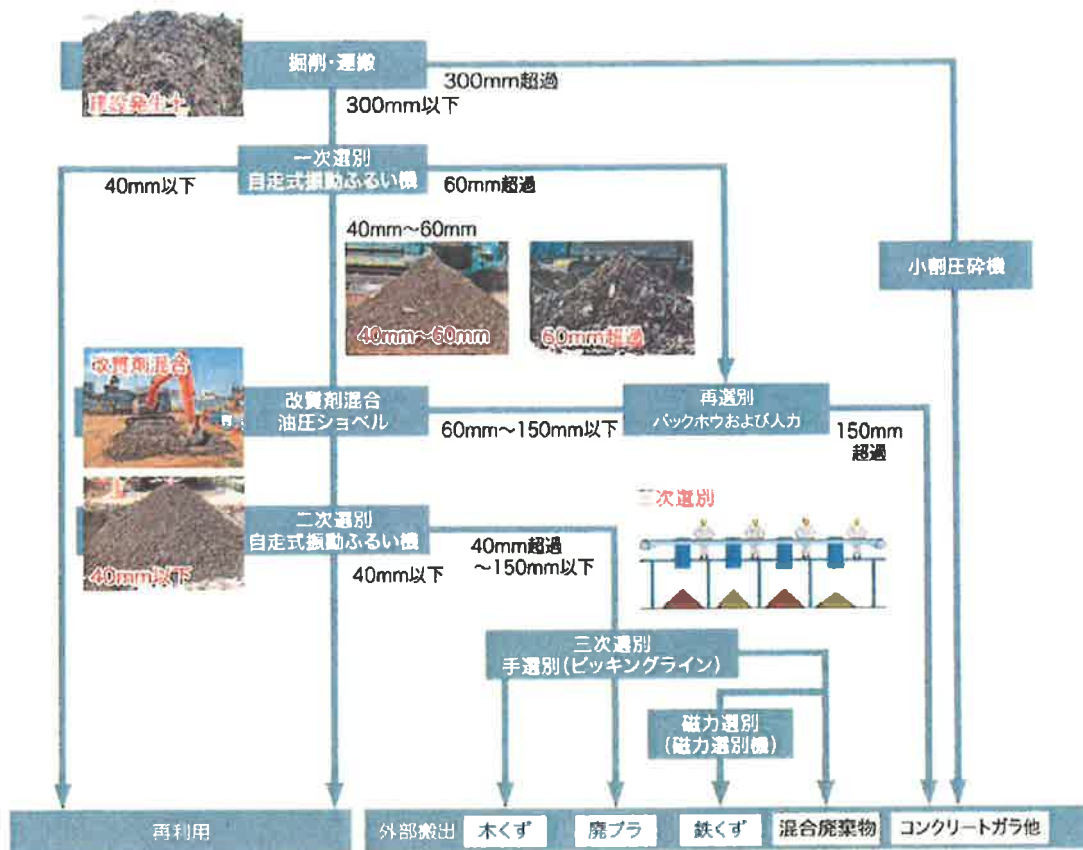 掘削・運搬
建設発生土
300mm超過
300mm以下
一次選別
自走式振動ふるい機
40mm以下
60mm超過
40mm〜60mm
40mm〜60mm
60mm超過
小割圧砕機
改質剤混合
改質剤混合
油圧ショベル
60mm〜150mm以下
再選別
バックホウおよび人力
150mm
超過
二次選別
自走式振動ふるい機
40mm以下
40mm以下
40mm超過
〜150mm以下
三次選別
三次選別
手選別(ピッキングライン)
磁力選別
(磁力選別機)
再利用
外部搬出
木くず
廃プラ
鉄くず
混合廃棄物
コンクリートガラ他